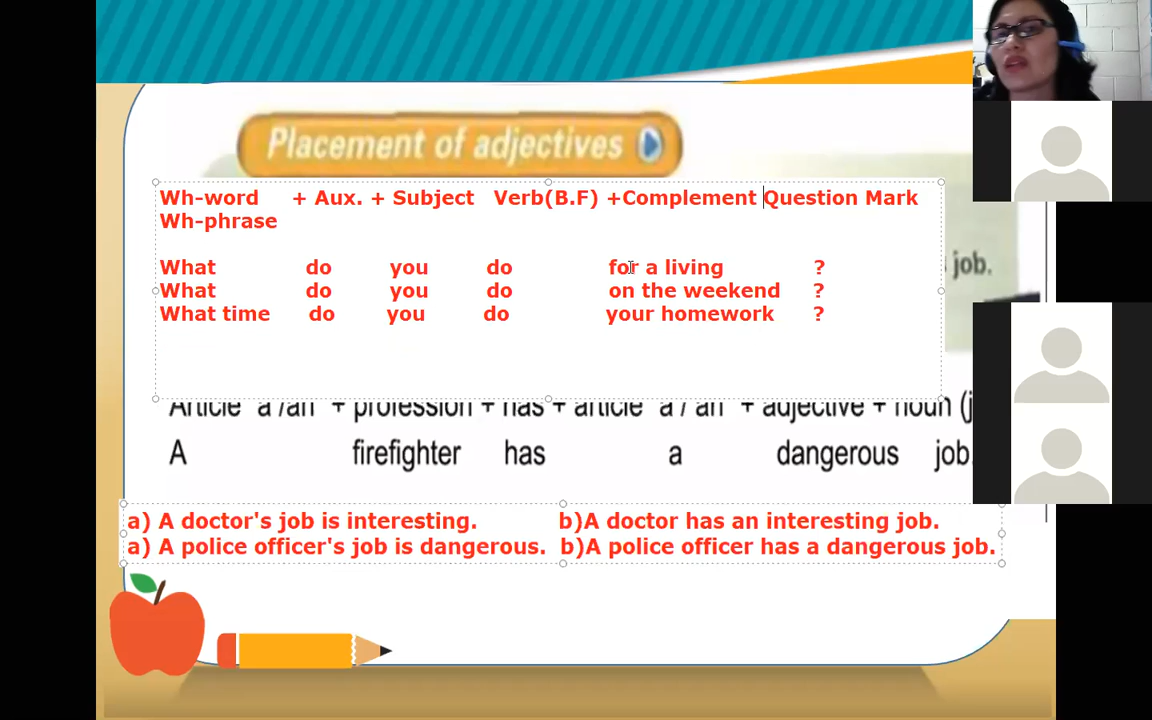 Placement of adjectives
Wh-word + Aux. + Subject Verb(B.F) +Complement Question Mark
Wh-phrase
What do you do for a living ?
job.
What do you do on the weekend ?
What time do you do your homework ?
Article a /an + profession + has + article a / an + adjective + noun (j
A firefighter has a dangerous job.
a) A doctor's job is interesting. b)A doctor has an interesting job.
a) A police officer's job is dangerous. b)A police officer has a dangerous job.